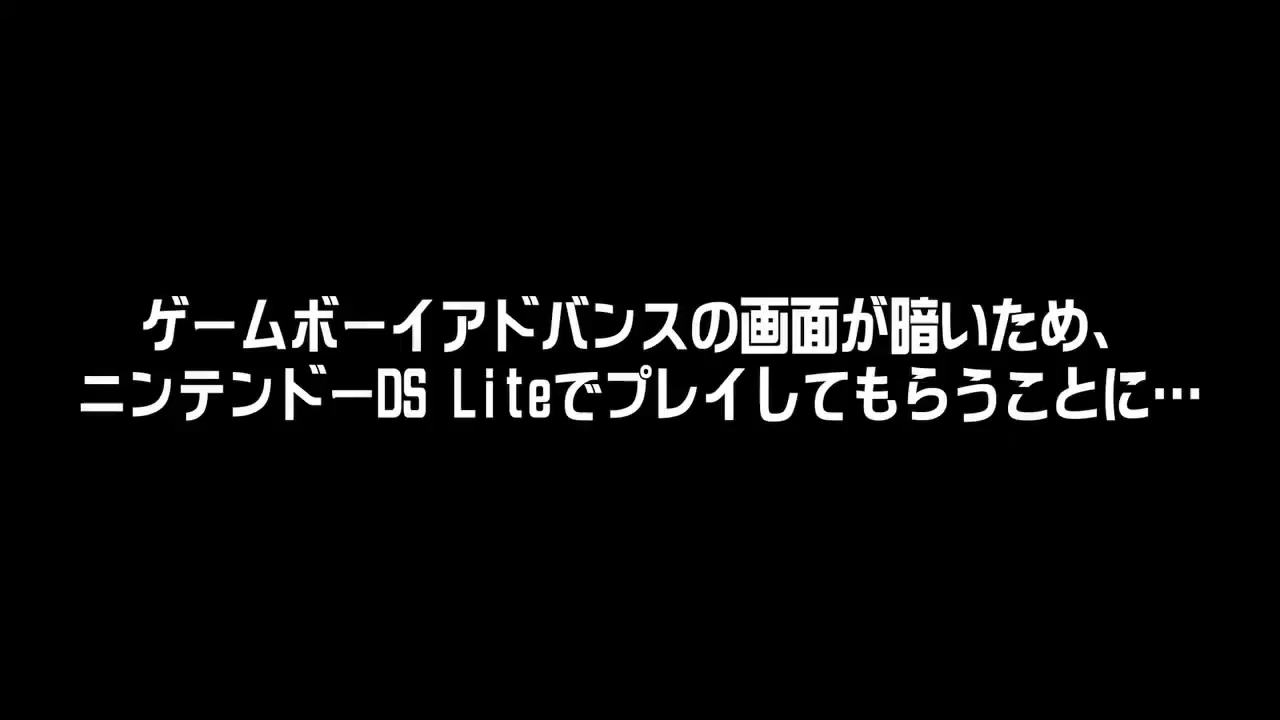 ゲームボーイアドバンスの画面が暗いため、
ニンテンドーDS Liteでプレイしてもらうことに…